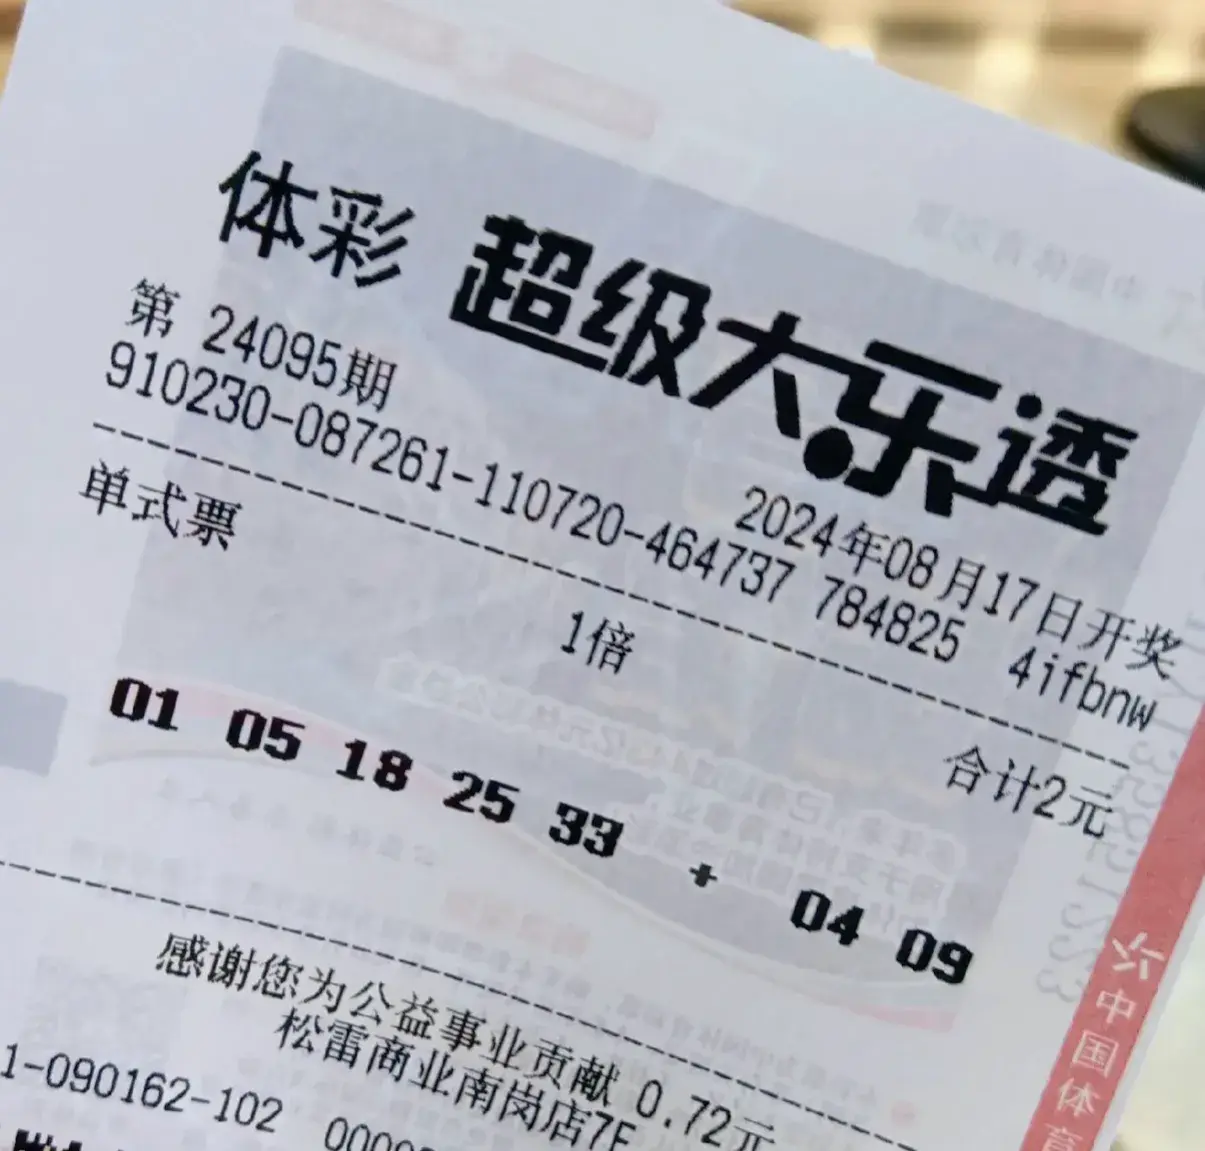 体彩 超级大乐透
第 24095期 2024年08月17日开奖
910230-087261-110720-464737 784825 4ifbnw
单式票 1倍 合计2元
01 05 18 25 33 + 04 09
感谢您为公益事业贡献 0.72元
松雷商业南岗店7F
1-090162-102
中国体育